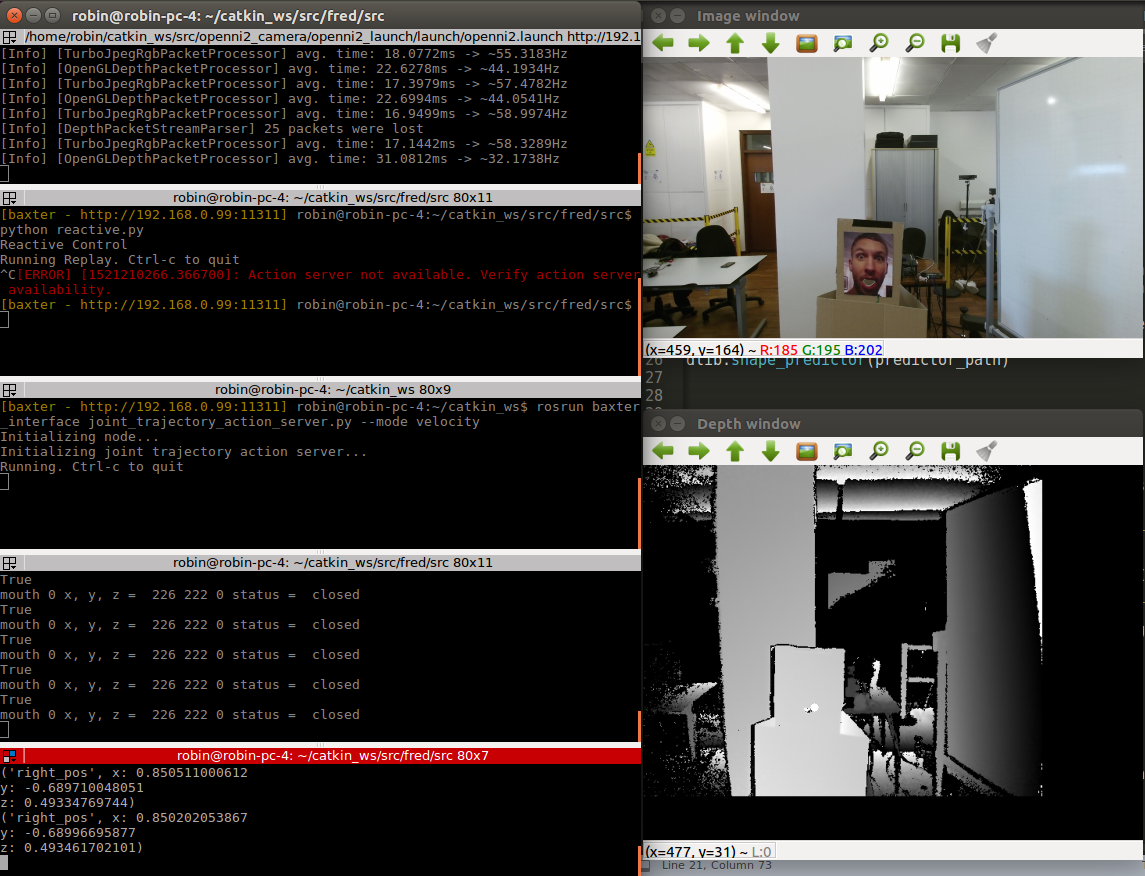 robin@robin-pc-4: ~/catkin_ws/src/fred/src
/home/robin/catkin_ws/src/openni2_camera/openni2_launch/launch/openni2.launch http://192.1
[Info] [TurboJpegRgbPacketProcessor] avg. time: 18.0772ms -> ~55.3183Hz
[Info] [OpenGLDepthPacketProcessor] avg. time: 22.6278ms -> ~44.1934Hz
[Info] [TurboJpegRgbPacketProcessor] avg. time: 17.3979ms -> ~57.4782Hz
[Info] [OpenGLDepthPacketProcessor] avg. time: 22.6994ms -> ~44.0541Hz
[Info] [TurboJpegRgbPacketProcessor] avg. time: 16.9499ms -> ~58.9974Hz
[Info] [DepthPacketStreamParser] 25 packets were lost
[Info] [TurboJpegRgbPacketProcessor] avg. time: 17.1442ms -> ~58.3289Hz
[Info] [OpenGLDepthPacketProcessor] avg. time: 31.0812ms -> ~32.1738Hz
robin@robin-pc-4: ~/catkin_ws/src/fred/src 80x11
[baxter - http://192.168.0.99:11311] robin@robin-pc-4:~/catkin_ws/src/fred/src$
python reactive.py
Reactive Control
Running Replay. Ctrl-c to quit
^C[ERROR] [1521210266.366700]: Action server not available. Verify action server
availability.
[baxter - http://192.168.0.99:11311] robin@robin-pc-4:~/catkin_ws/src/fred/src$
robin@robin-pc-4: ~/catkin_ws 80x9
[baxter - http://192.168.0.99:11311] robin@robin-pc-4:~/catkin_ws$ rosrun baxter
_interface joint_trajectory_action_server.py --mode velocity
Initializing node...
Initializing joint trajectory action server...
Running. Ctrl-c to quit
robin@robin-pc-4: ~/catkin_ws/src/fred/src 80x11
True
mouth 0 x, y, z =  226 222 0 status =  closed
True
mouth 0 x, y, z =  226 222 0 status =  closed
True
mouth 0 x, y, z =  226 222 0 status =  closed
True
mouth 0 x, y, z =  226 222 0 status =  closed
True
mouth 0 x, y, z =  226 222 0 status =  closed
robin@robin-pc-4: ~/catkin_ws/src/fred/src 80x7
('right_pos', x: 0.850511000612
y: -0.689710048051
z: 0.49334769744)
('right_pos', x: 0.850202053867
y: -0.68996695877
z: 0.493461702101)
Image window
(x=459, y=164) ~ R:185 G:195 B:202
26 dlib.shape_predictor(predictor_path)
27
28
Depth window
(x=477, y=31) ~ L:0
Line 21, Column 73